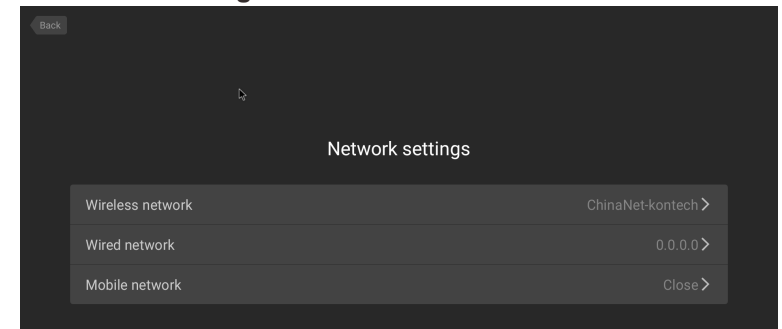 Back
Network settings
Wireless network ChinaNet-kontech
Wired network 0.0.0.0
Mobile network Close